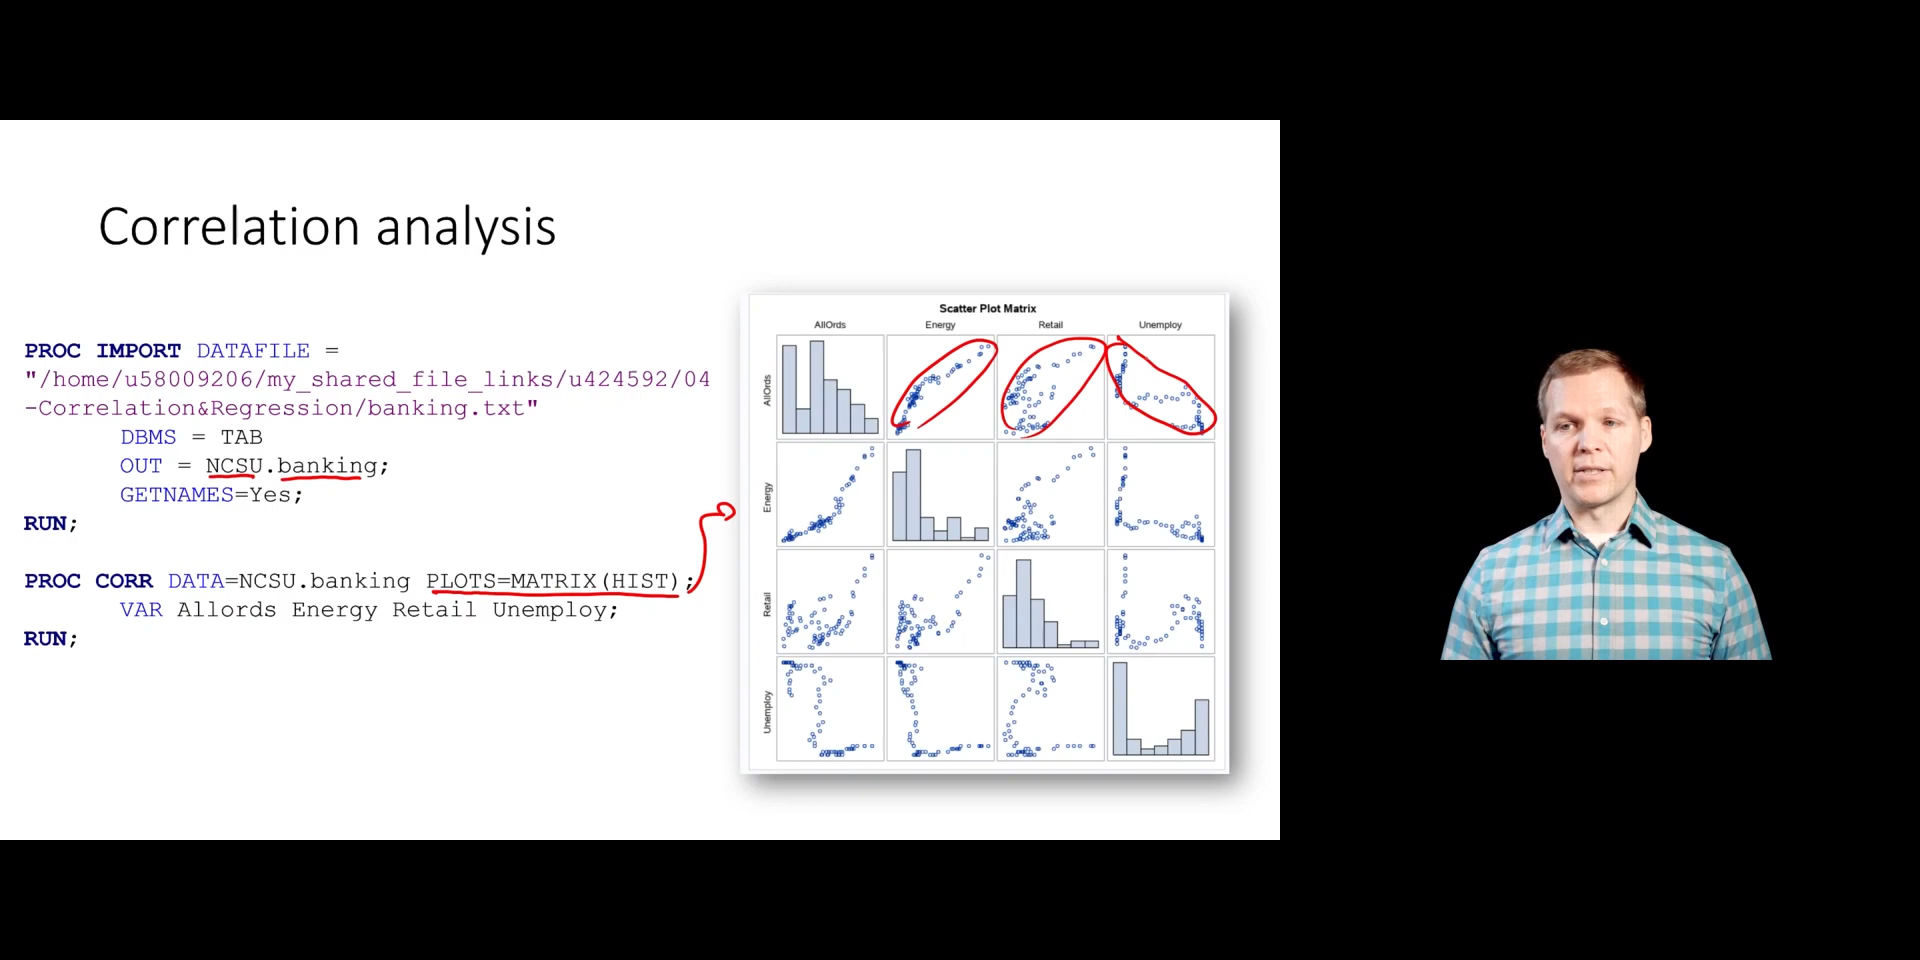 Correlation analysis
PROC IMPORT DATAFILE =
"/home/u58009206/my_shared_file_links/u424592/04
-Correlation&Regression/banking.txt"
DBMS = TAB
OUT = NCSU.banking;
GETNAMES=Yes;
RUN;
PROC CORR DATA=NCSU.banking PLOTS=MATRIX(HIST);
VAR Allords Energy Retail Unemploy;
RUN;
Scatter Plot Matrix
AllOrds Energy Retail Unemploy
AllOrds
Energy
Retail
Unemploy